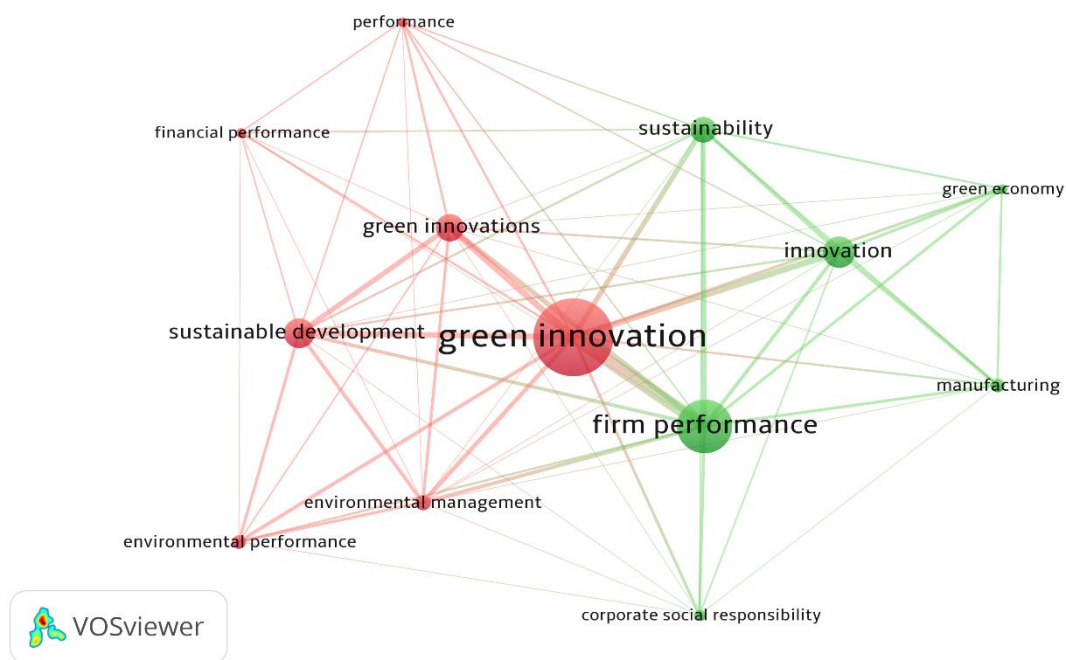 performance
financial performance
sustainability
green economy
green innovations
innovation
sustainable development
green innovation
manufacturing
firm performance
environmental management
environmental performance
corporate social responsibility
VOSviewer